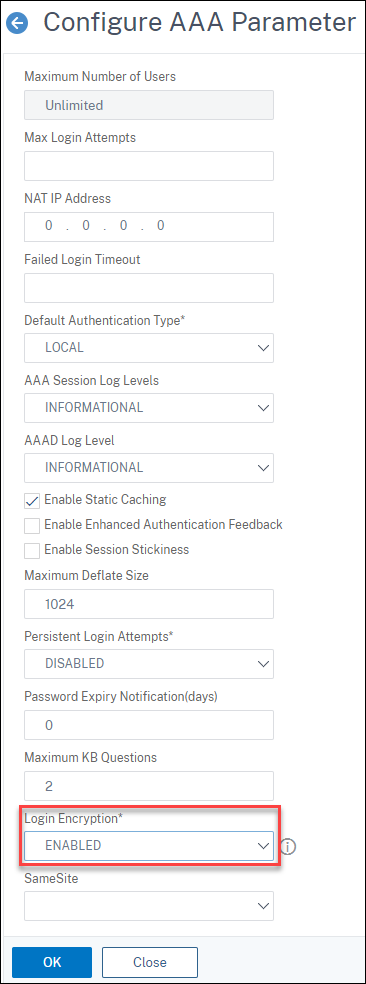 Configure AAA Parameter
Maximum Number of Users
Unlimited
Max Login Attempts
NAT IP Address
0 . 0 . 0 . 0
Failed Login Timeout
Default Authentication Type*
LOCAL
AAA Session Log Levels
INFORMATIONAL
AAAD Log Level
INFORMATIONAL
Enable Static Caching
Enable Enhanced Authentication Feedback
Enable Session Stickiness
Maximum Deflate Size
1024
Persistent Login Attempts*
DISABLED
Password Expiry Notification(days)
0
Maximum KB Questions
2
Login Encryption*
ENABLED
SameSite
OK Close